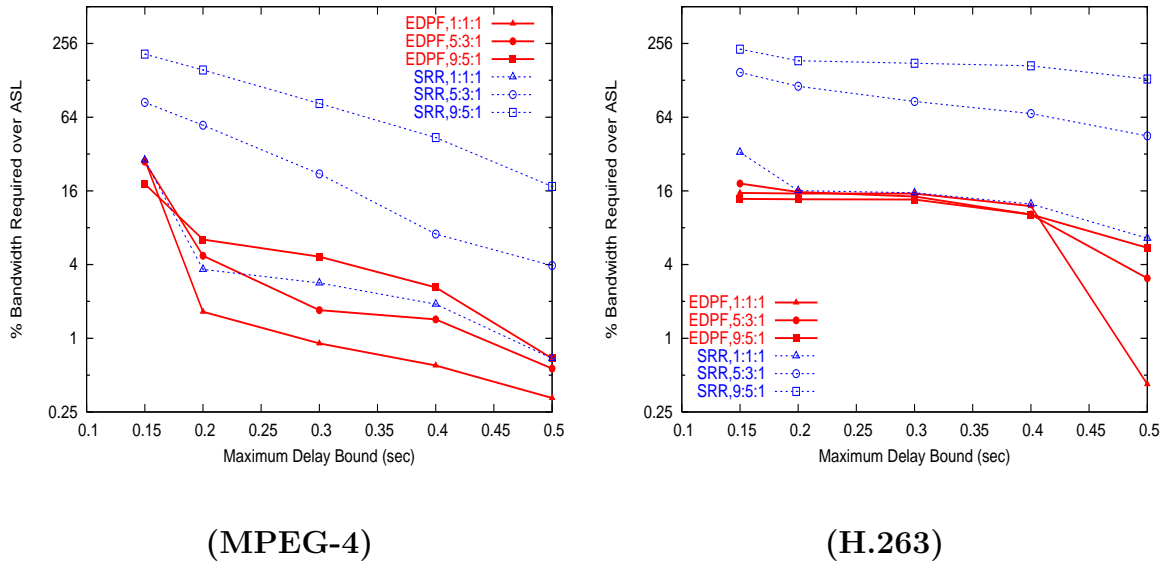 % Bandwidth Required over ASL
256
64
16
4
1
0.25
0.1
0.15
0.2
0.25
0.3
0.35
0.4
0.45
0.5
Maximum Delay Bound (sec)
EDPF,1:1:1
EDPF,5:3:1
EDPF,9:5:1
SRR,1:1:1
SRR,5:3:1
SRR,9:5:1
(MPEG-4)
% Bandwidth Required over ASL
256
64
16
4
1
0.25
0.1
0.15
0.2
0.25
0.3
0.35
0.4
0.45
0.5
Maximum Delay Bound (sec)
EDPF,1:1:1
EDPF,5:3:1
EDPF,9:5:1
SRR,1:1:1
SRR,5:3:1
SRR,9:5:1
(H.263)